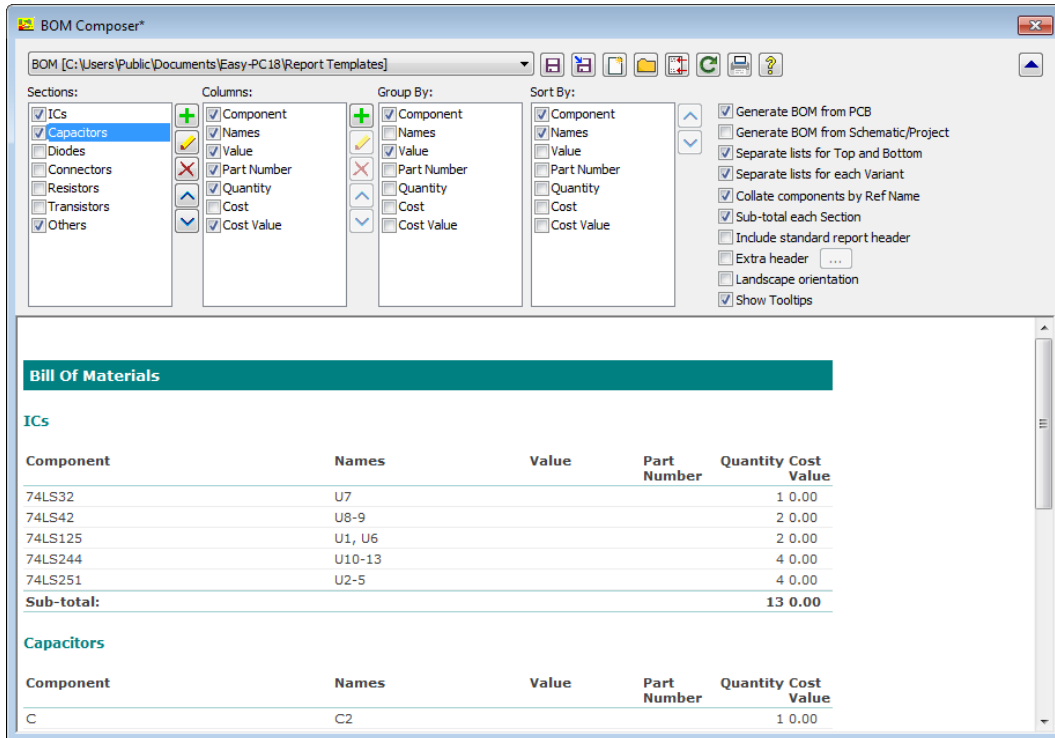 BOM Composer*
BOM [C:\Users\Public\Documents\Easy-PC18\Report Templates]
Sections:
ICs
Capacitors
Diodes
Connectors
Resistors
Transistors
Others
Columns:
Component
Names
Value
Part Number
Quantity
Cost
Cost Value
Group By:
Component
Names
Value
Part Number
Quantity
Cost
Cost Value
Sort By:
Component
Names
Value
Part Number
Quantity
Cost
Cost Value
Generate BOM from PCB
Generate BOM from Schematic/Project
Separate lists for Top and Bottom
Separate lists for each Variant
Collate components by Ref Name
Sub-total each Section
Include standard report header
Extra header ...
Landscape orientation
Show Tooltips
Bill Of Materials
ICs
Component Names Value Part Number Quantity Cost Value
74LS32 U7 1 0.00
74LS42 U8-9 2 0.00
74LS125 U1, U6 2 0.00
74LS244 U10-13 4 0.00
74LS251 U2-5 4 0.00
Sub-total: 13 0.00
Capacitors
Component Names Value Part Number Quantity Cost Value
C C2 1 0.00